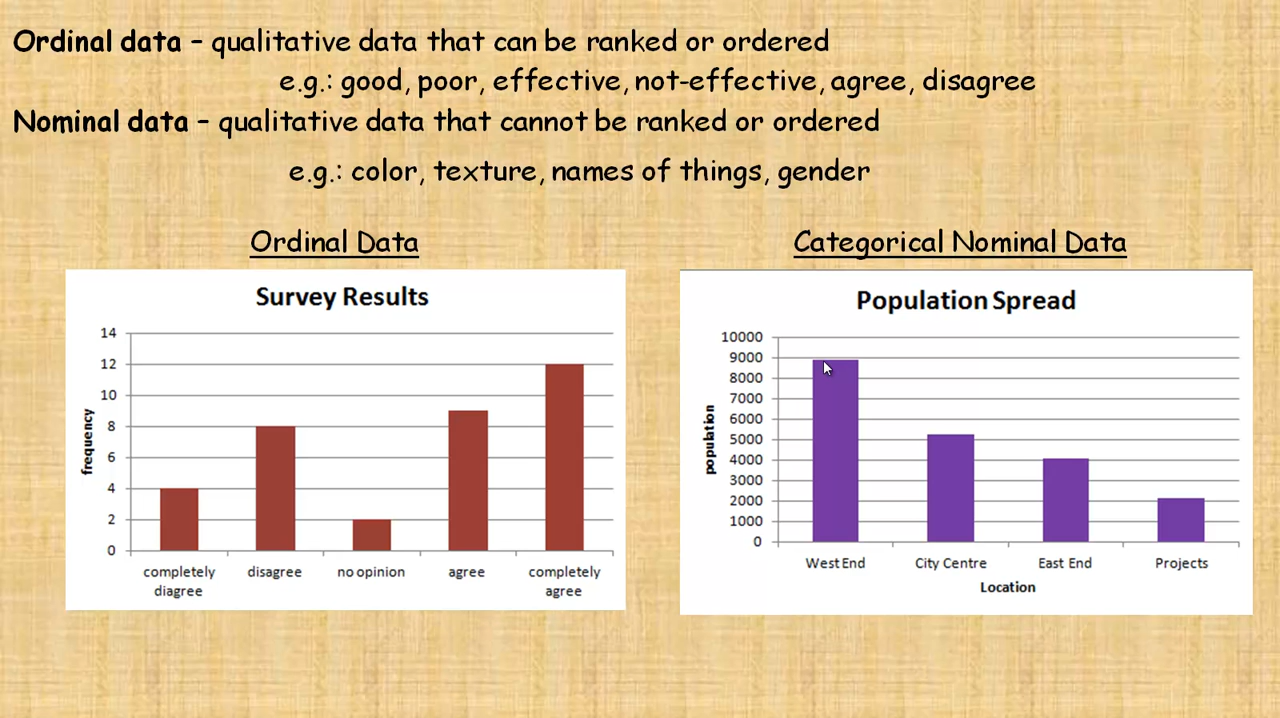 Ordinal data – qualitative data that can be ranked or ordered
e.g.: good, poor, effective, not-effective, agree, disagree
Nominal data – qualitative data that cannot be ranked or ordered
e.g.: color, texture, names of things, gender
Ordinal Data
Survey Results
14
12
10
8
6
4
2
0
frequency
completely diagree
disagree
no opinion
agree
completely agree
Categorical Nominal Data
Population Spread
10000
9000
8000
7000
6000
5000
4000
3000
2000
1000
0
population
West End
City Centre
East End
Projects
Location